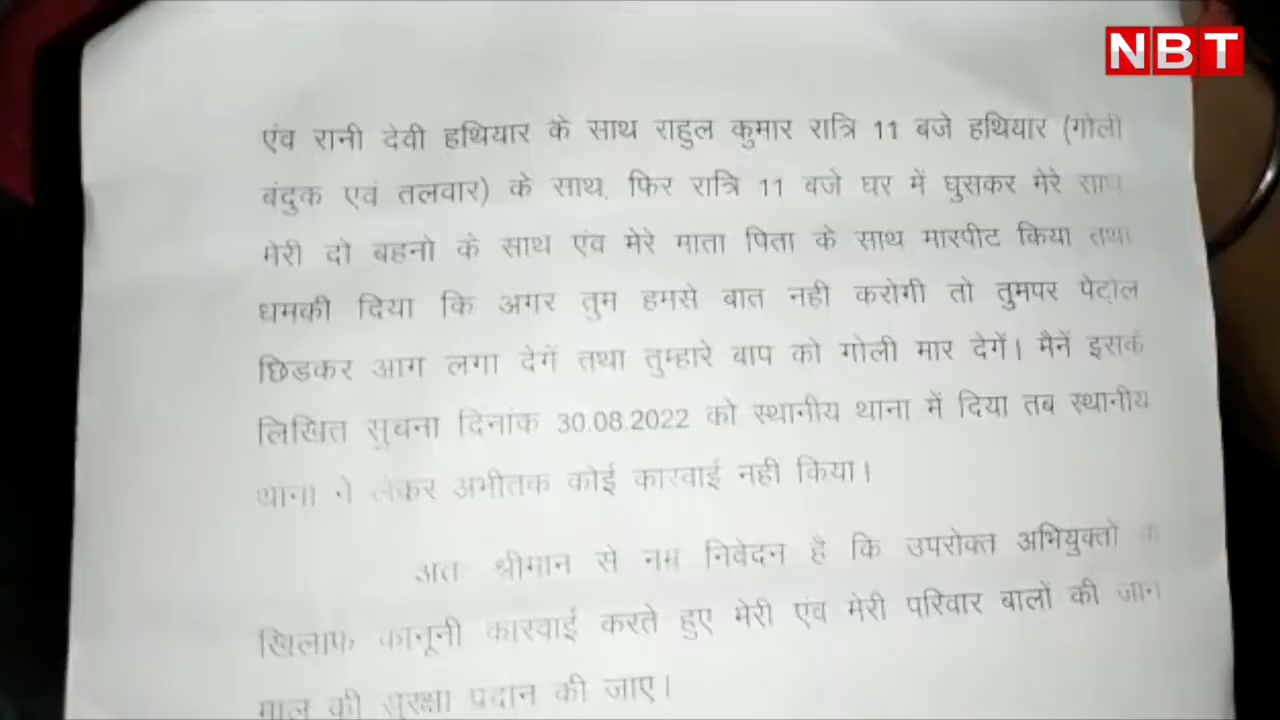 NBT
एंव रानी देवी हथियार के साथ राहुल कुमार रात्रि 11 बजे हथियार (गोली
बंदुक एवं तलवार) के साथ, फिर रात्रि 11 बजे घर में घुसकर मेरे साथ
मेरी दो बहनो के साथ एंव मेरे माता पिता के साथ मारपीट किया तथा
धमकी दिया कि अगर तुम हमसे बात नही करोगी तो तुमपर पेट्रोल
छिडकर आग लगा देगें तथा तुम्हारे बाप को गोली मार देगें। मैनें इसके
लिखित सुचना दिनांक 30.08.2022 को स्थानीय थाना में दिया तब स्थानीय
थाना ने लेकर अभीतक कोई कारवाई नही किया।
अतः श्रीमान से नम्र निवेदन है कि उपरोक्त अभियुक्तो
खिलाफ कानूनी कारवाई करते हुए मेरी एंव मेरी परिवार बालों की जान
माल की सुरक्षा प्रदान की जाए।